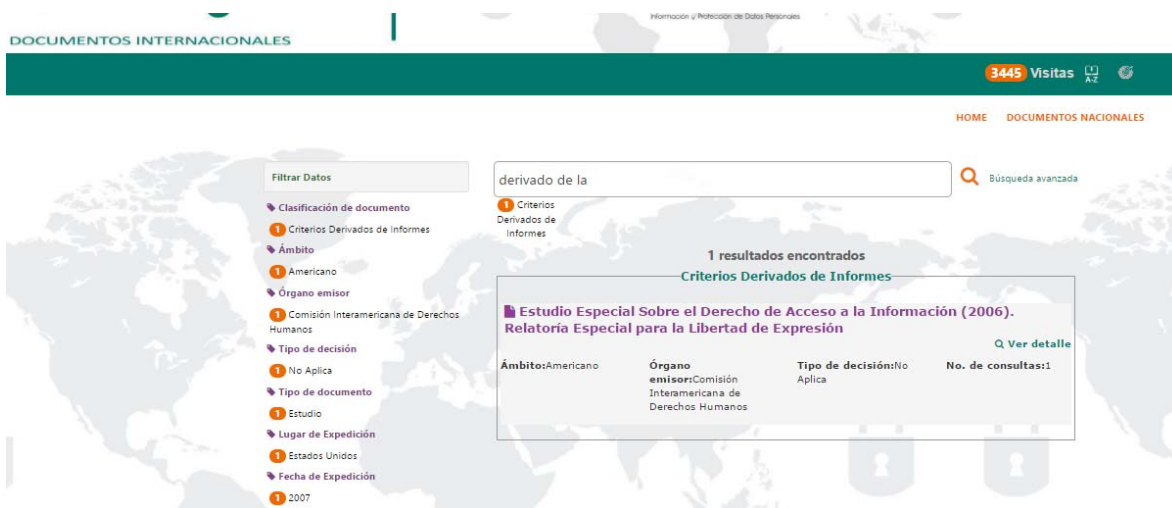 Información y Protección de Datos Personales
DOCUMENTOS INTERNACIONALES
3445 Visitas
A-Z
HOME DOCUMENTOS NACIONALES
Filtrar Datos
Clasificación de documento
1 Criterios Derivados de Informes
Ámbito
1 Americano
Órgano emisor
1 Comisión Interamericana de Derechos
Humanos
Tipo de decisión
1 No Aplica
Tipo de documento
1 Estudio
Lugar de Expedición
1 Estados Unidos
Fecha de Expedición
1 2007
derivado de la
Búsqueda avanzada
1 Criterios
Derivados de
Informes
1 resultados encontrados
Criterios Derivados de Informes
Estudio Especial Sobre el Derecho de Acceso a la Información (2006).
Relatoría Especial para la Libertad de Expresión
Ver detalle
Ámbito:Americano
Órgano
emisor:Comisión
Interamericana de
Derechos Humanos
Tipo de decisión:No
Aplica
No. de consultas:1